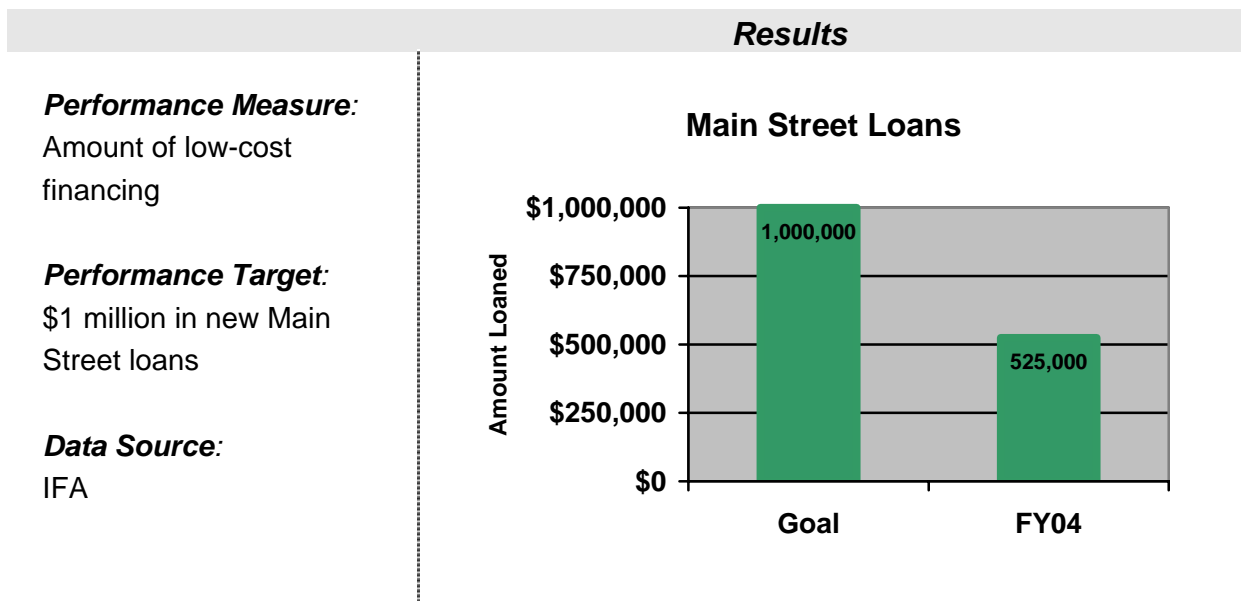 Results
Performance Measure:
Amount of low-cost
financing
Performance Target:
$1 million in new Main
Street loans
Data Source:
IFA
Main Street Loans
Amount Loaned
$1,000,000
$750,000
$500,000
$250,000
$0
1,000,000
525,000
Goal
FY04